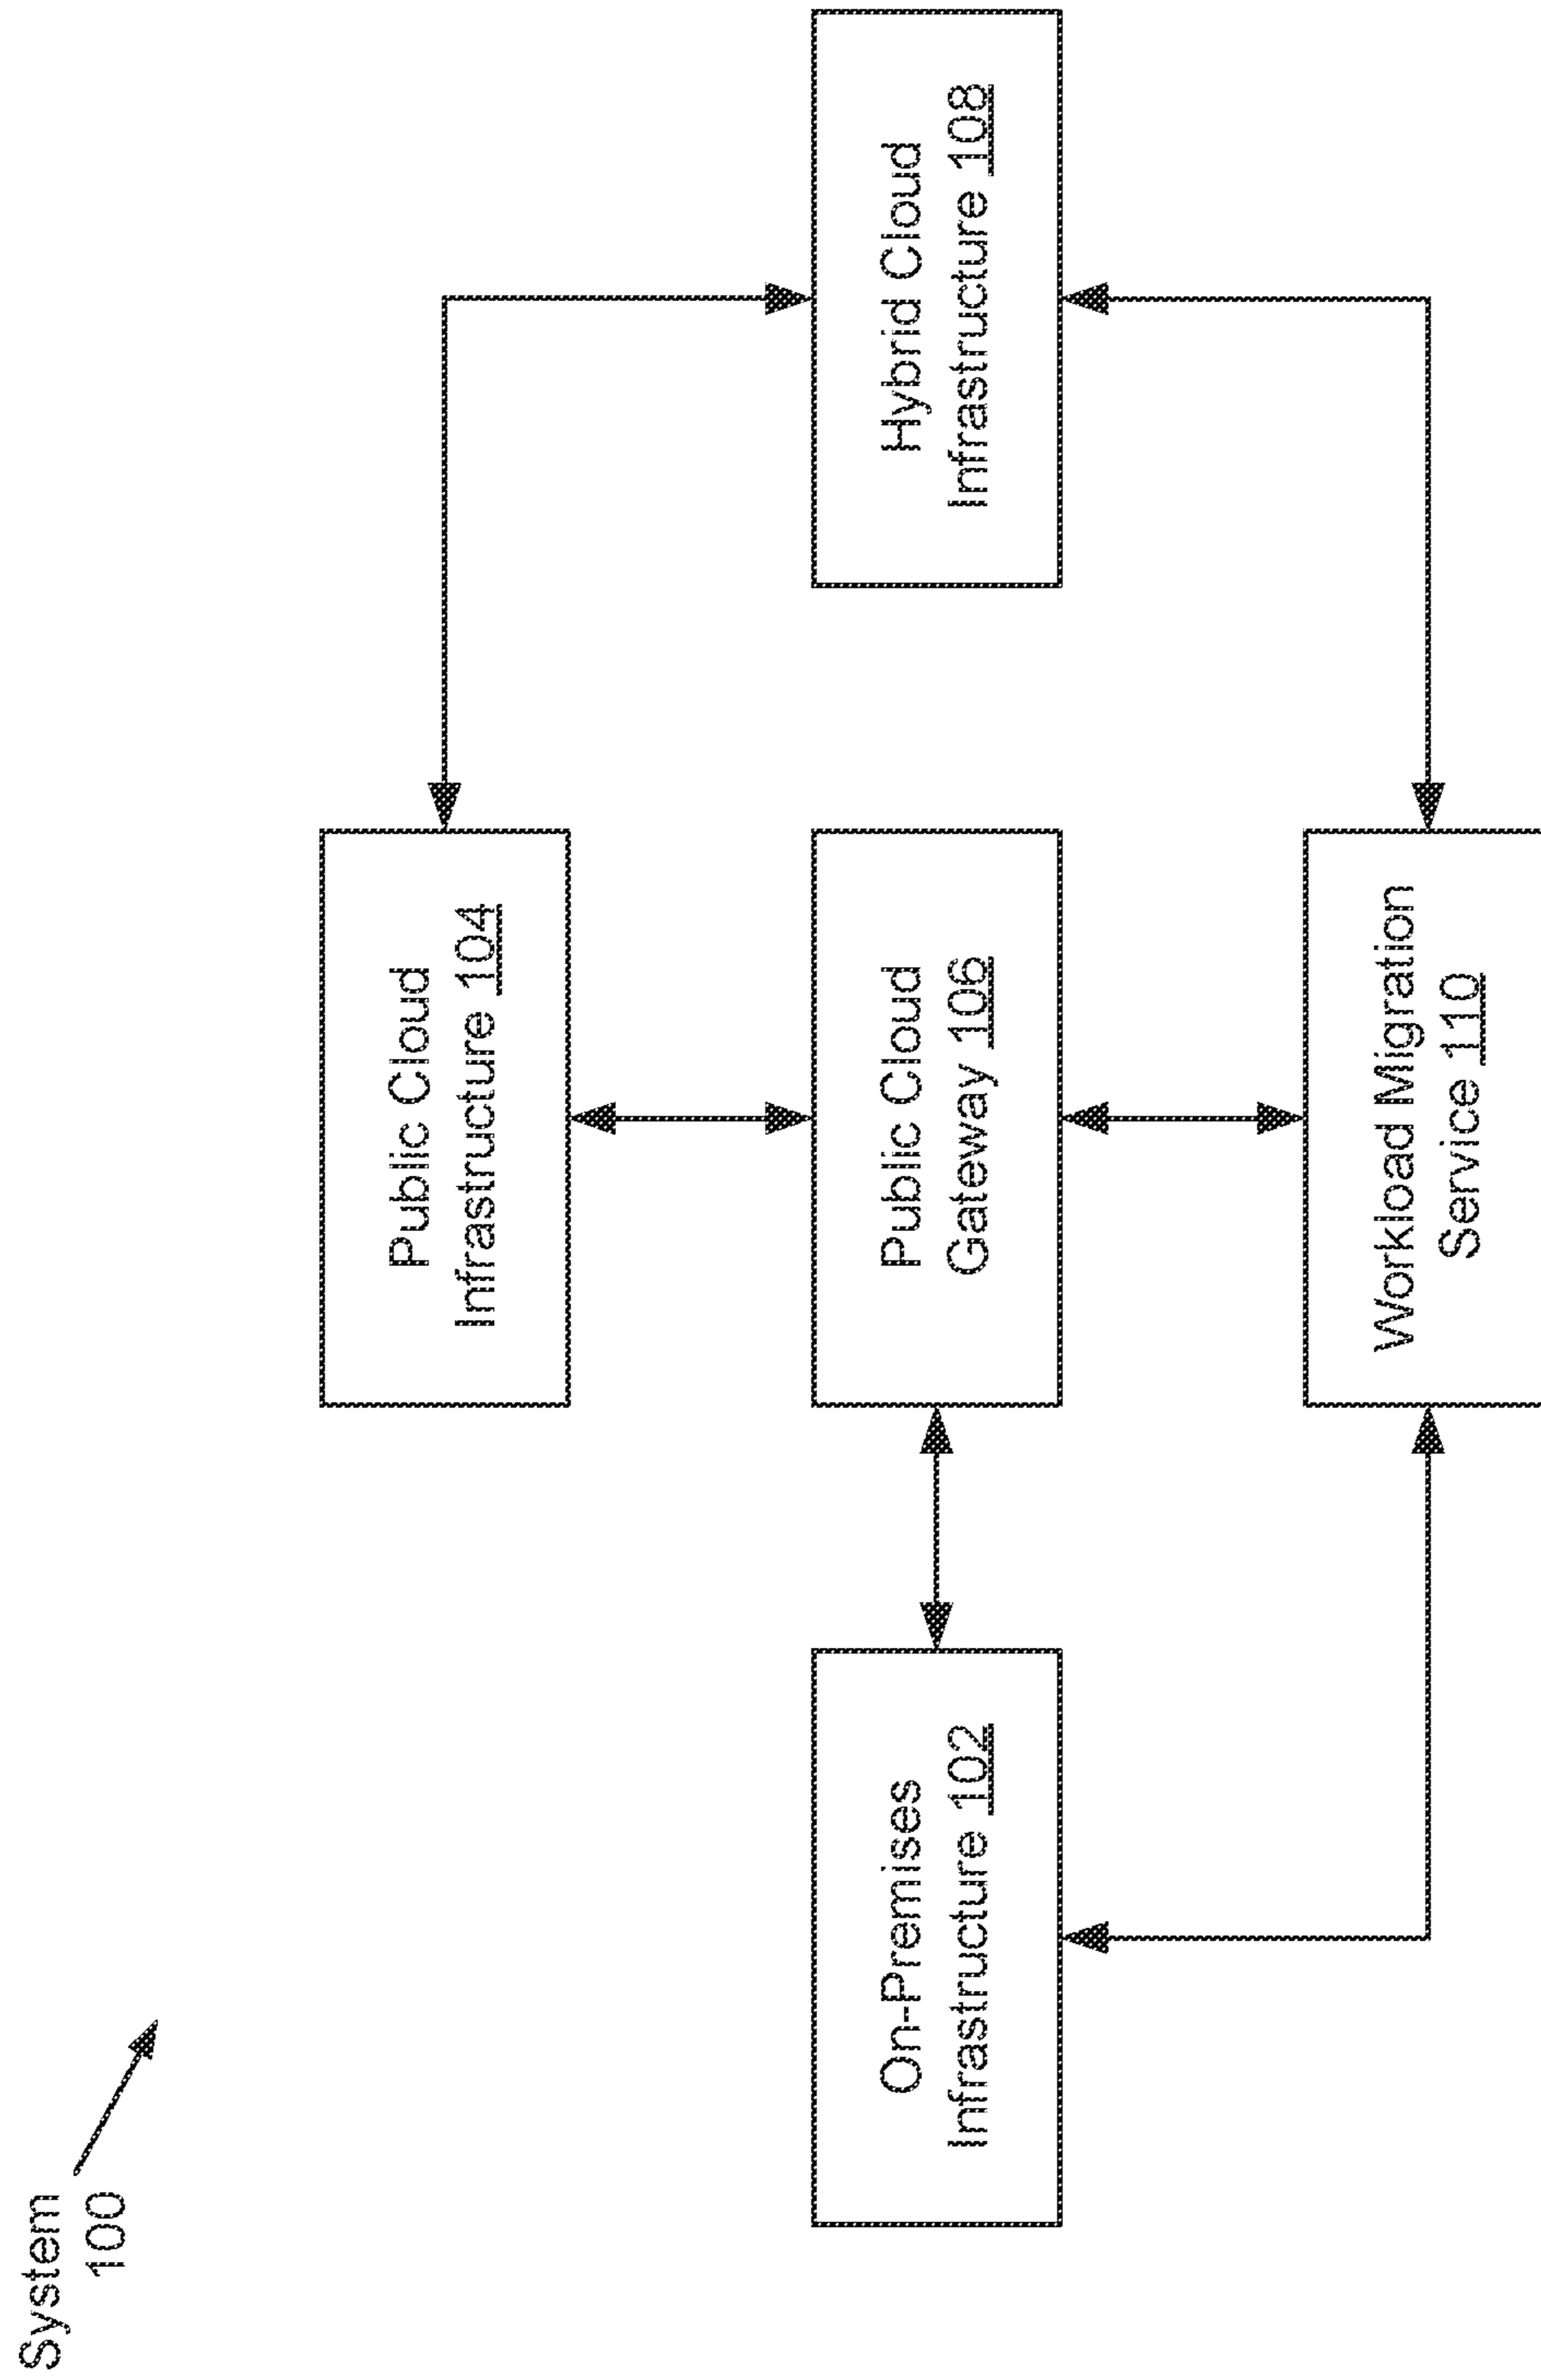 System
100
Public Cloud
Infrastructure 104
On-Premises
Infrastructure 102
Public Cloud
Gateway 106
Hybrid Cloud
Infrastructure 108
Workload Migration
Service 110